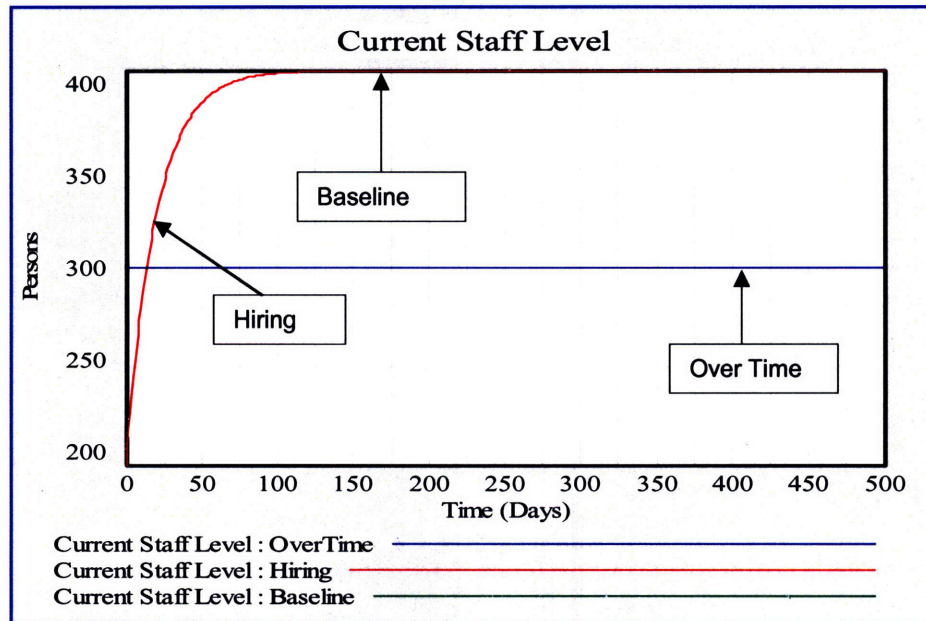 Current Staff Level
400
350
300
250
200
Persons
Baseline
Hiring
Over Time
0 50 100 150 200 250 300 350 400 450 500
Time (Days)
Current Staff Level : OverTime
Current Staff Level : Hiring
Current Staff Level : Baseline